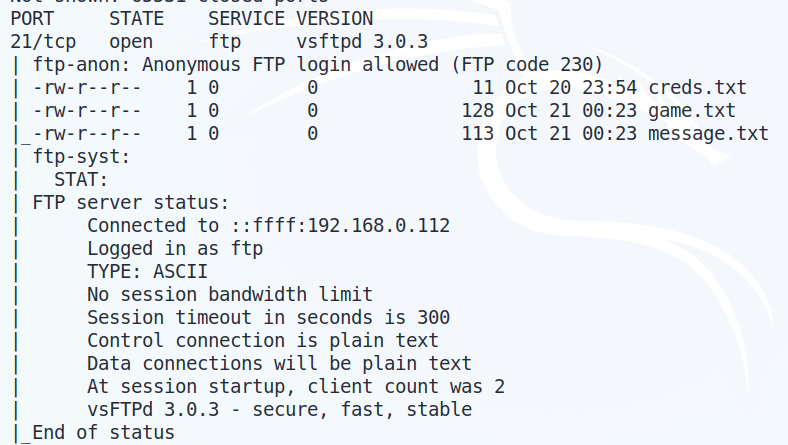 PORT     STATE    SERVICE VERSION
21/tcp   open     ftp     vsftpd 3.0.3
| ftp-anon: Anonymous FTP login allowed (FTP code 230)
| -rw-r--r--    1 0        0              11 Oct 20 23:54 creds.txt
| -rw-r--r--    1 0        0             128 Oct 21 00:23 game.txt
|_-rw-r--r--    1 0        0             113 Oct 21 00:23 message.txt
| ftp-syst:
|   STAT:
| FTP server status:
|      Connected to ::ffff:192.168.0.112
|      Logged in as ftp
|      TYPE: ASCII
|      No session bandwidth limit
|      Session timeout in seconds is 300
|      Control connection is plain text
|      Data connections will be plain text
|      At session startup, client count was 2
|      vsFTPd 3.0.3 - secure, fast, stable
|_End of status